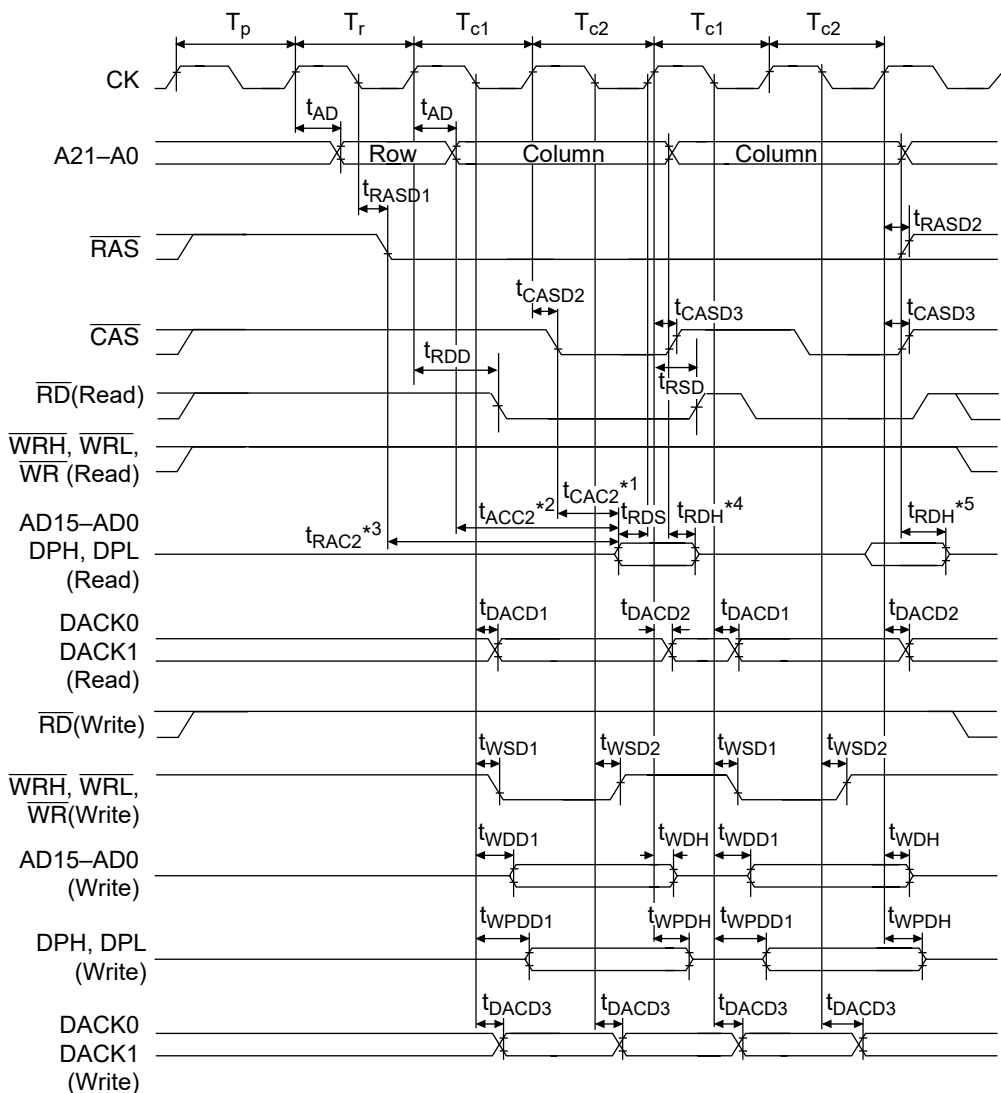 Tp Tr Tc1 Tc2 Tc1 Tc2
CK
tAD tAD
A21–A0 Row Column Column
tRASD1
RAS tRASD2
tCASD2
CAS tCASD3 tCASD3
tRDD
RD(Read) tRSD
WRH, WRL,
WR (Read)
tCAC2*1
AD15–AD0 tACC2*2 tRDS tRDH*4 tRDH*5
DPH, DPL tRAC2*3
(Read)
DACK0 tDACD1 tDACD2 tDACD1 tDACD2
DACK1
(Read)
RD(Write)
tWSD1 tWSD2 tWSD1 tWSD2
WRH, WRL,
WR(Write)
AD15–AD0 tWDD1 tWDH tWDD1 tWDH
(Write)
DPH, DPL tWPDD1 tWPDH tWPDD1 tWPDH
(Write)
DACK0 tDACD3 tDACD3 tDACD3 tDACD3
DACK1
(Write)